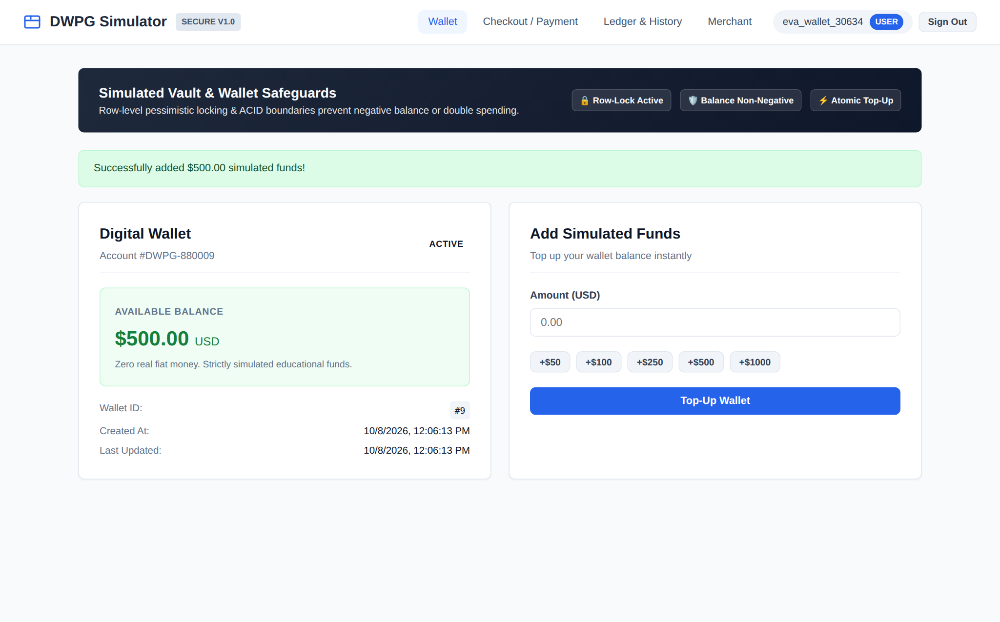 DWPG Simulator SECURE V1.0 Wallet Checkout / Payment Ledger & History Merchant eva_wallet_30634 USER Sign Out
Simulated Vault & Wallet Safeguards
Row-level pessimistic locking & ACID boundaries prevent negative balance or double spending.
🔒 Row-Lock Active 🛡️ Balance Non-Negative ⚡ Atomic Top-Up
Successfully added $500.00 simulated funds!
Digital Wallet
Account #DWPG-880009
ACTIVE
AVAILABLE BALANCE
$500.00 USD
Zero real fiat money. Strictly simulated educational funds.
Wallet ID: #9
Created At: 10/8/2026, 12:06:13 PM
Last Updated: 10/8/2026, 12:06:13 PM
Add Simulated Funds
Top up your wallet balance instantly
Amount (USD)
0.00
+$50 +$100 +$250 +$500 +$1000
Top-Up Wallet